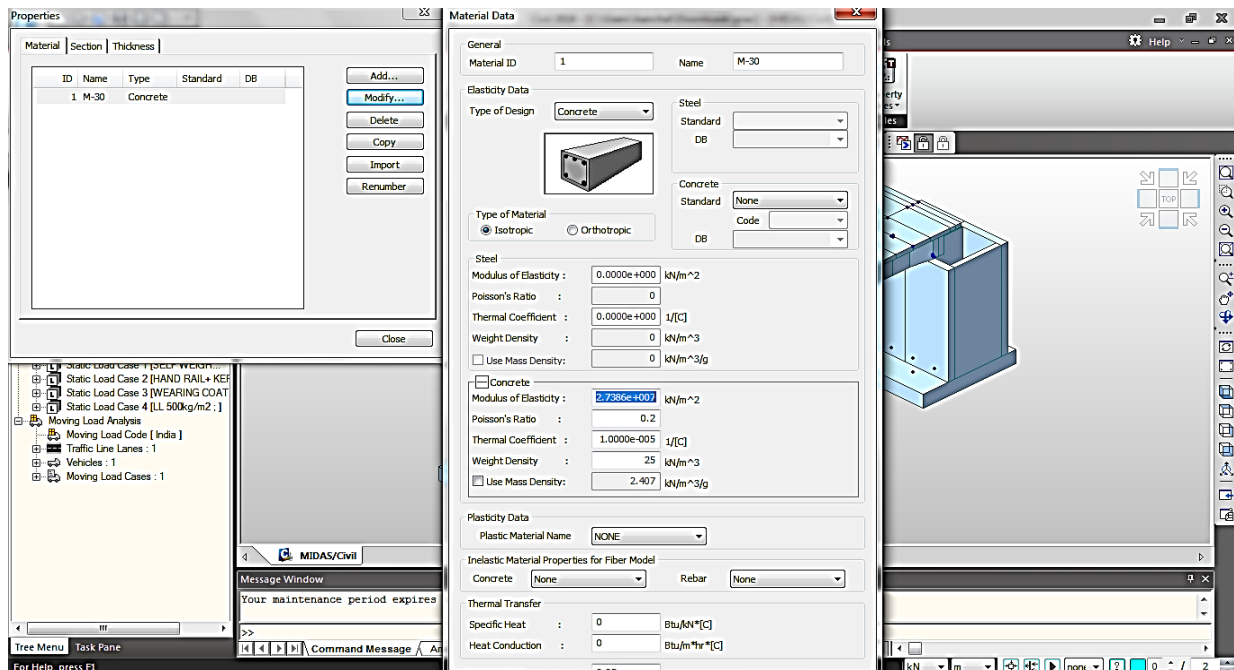 Properties
Material Section Thickness
ID Name Type Standard DB
1 M-30 Concrete
Add...
Modify...
Delete
Copy
Import
Renumber
Close
Static Load Case 1 [SELF WEIGH...
Static Load Case 2 [HAND RAIL+ KEF
Static Load Case 3 [WEARING COAT
Static Load Case 4 [LL 500kg/m2 ; ]
Moving Load Analysis
Moving Load Code [ India ]
Traffic Line Lanes : 1
Vehicles : 1
Moving Load Cases : 1
Tree Menu Task Pane
For Help, press F1
MIDAS/Civil
Message Window
Your maintenance period expires
>>
Command Message An
Material Data
General
Material ID 1 Name M-30
Elasticity Data
Type of Design Concrete
Steel
Standard
DB
Concrete
Standard None
Code
DB
Type of Material
Isotropic Orthotropic
Steel
Modulus of Elasticity : 0.0000e+000 kN/m^2
Poisson's Ratio : 0
Thermal Coefficient : 0.0000e+000 1/[C]
Weight Density : 0 kN/m^3
Use Mass Density: 0 kN/m^3/g
Concrete
Modulus of Elasticity : 2.7386e+007 kN/m^2
Poisson's Ratio : 0.2
Thermal Coefficient : 1.0000e-005 1/[C]
Weight Density : 25 kN/m^3
Use Mass Density: 2.407 kN/m^3/g
Plasticity Data
Plastic Material Name NONE
Inelastic Material Properties for Fiber Model
Concrete None Rebar None
Thermal Transfer
Specific Heat : 0 Btu/kN*[C]
Heat Conduction : 0 Btu/m*hr*[C]
Help
TOP
kN m none ? 0 / 2